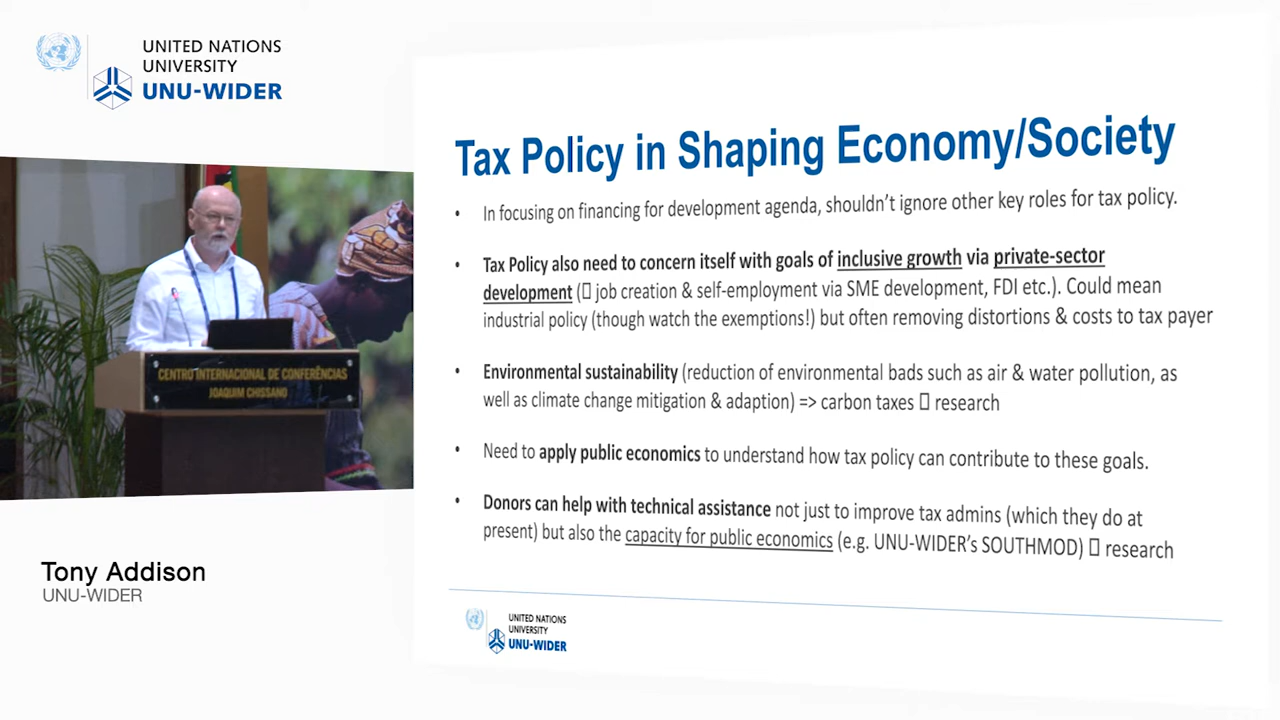 UNITED NATIONS
UNIVERSITY
UNU-WIDER
CENTRO INTERNACIONAL DE CONFERÊNCIAS
JOAQUIM CHISSANO
Tony Addison
UNU-WIDER
Tax Policy in Shaping Economy/Society
• In focusing on financing for development agenda, shouldn't ignore other key roles for tax policy.
• Tax Policy also need to concern itself with goals of inclusive growth via private-sector
development (▯ job creation & self-employment via SME development, FDI etc.). Could mean
industrial policy (though watch the exemptions!) but often removing distortions & costs to tax payer
• Environmental sustainability (reduction of environmental bads such as air & water pollution, as
well as climate change mitigation & adaption) => carbon taxes ▯ research
• Need to apply public economics to understand how tax policy can contribute to these goals.
• Donors can help with technical assistance not just to improve tax admins (which they do at
present) but also the capacity for public economics (e.g. UNU-WIDER's SOUTHMOD) ▯ research
UNITED NATIONS
UNIVERSITY
UNU-WIDER